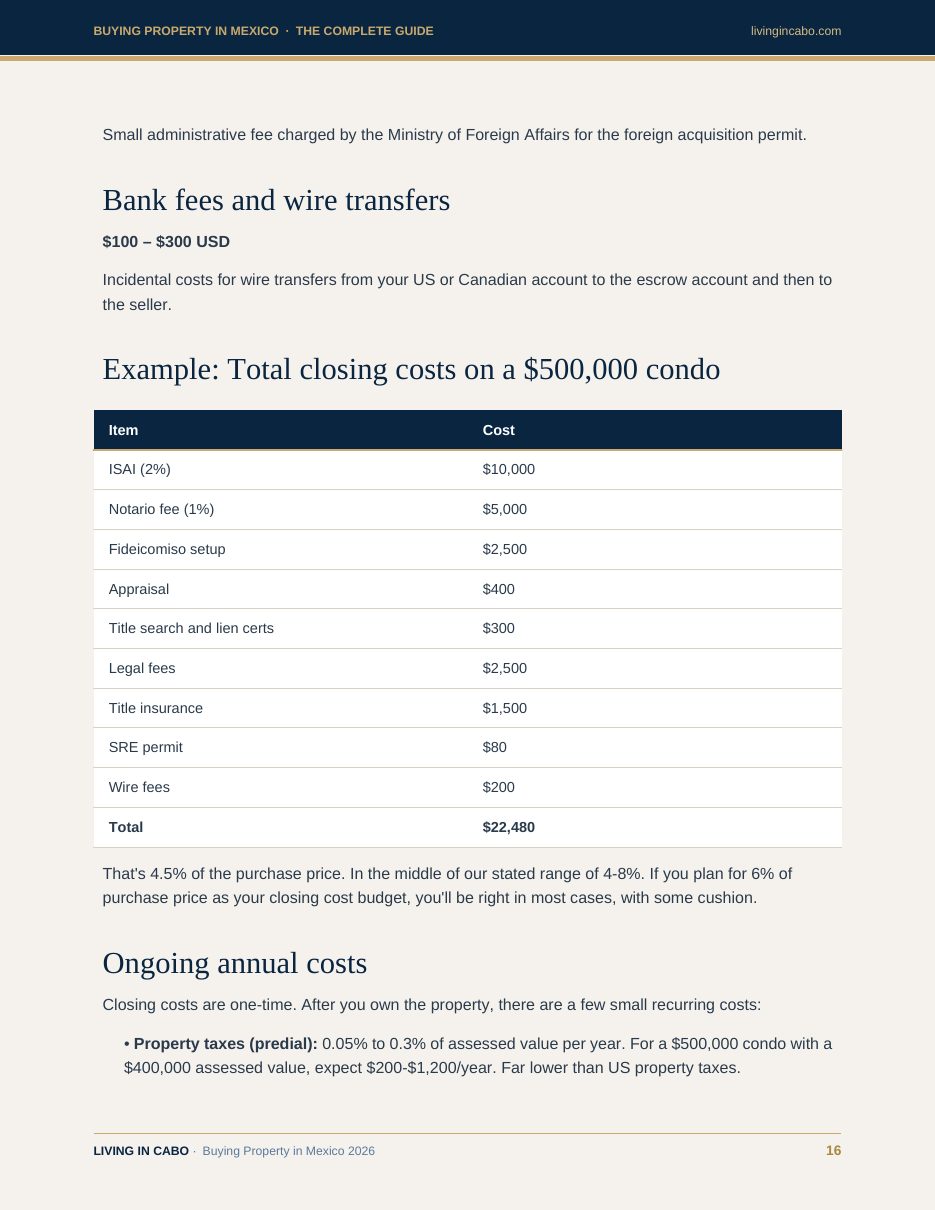 BUYING PROPERTY IN MEXICO · THE COMPLETE GUIDE
livingincabo.com
Small administrative fee charged by the Ministry of Foreign Affairs for the foreign acquisition permit.
Bank fees and wire transfers
$100 – $300 USD
Incidental costs for wire transfers from your US or Canadian account to the escrow account and then to
the seller.
Example: Total closing costs on a $500,000 condo
Item Cost
ISAI (2%) $10,000
Notario fee (1%) $5,000
Fideicomiso setup $2,500
Appraisal $400
Title search and lien certs $300
Legal fees $2,500
Title insurance $1,500
SRE permit $80
Wire fees $200
Total $22,480
That's 4.5% of the purchase price. In the middle of our stated range of 4-8%. If you plan for 6% of
purchase price as your closing cost budget, you'll be right in most cases, with some cushion.
Ongoing annual costs
Closing costs are one-time. After you own the property, there are a few small recurring costs:
• Property taxes (predial): 0.05% to 0.3% of assessed value per year. For a $500,000 condo with a
$400,000 assessed value, expect $200-$1,200/year. Far lower than US property taxes.
LIVING IN CABO · Buying Property in Mexico 2026
16